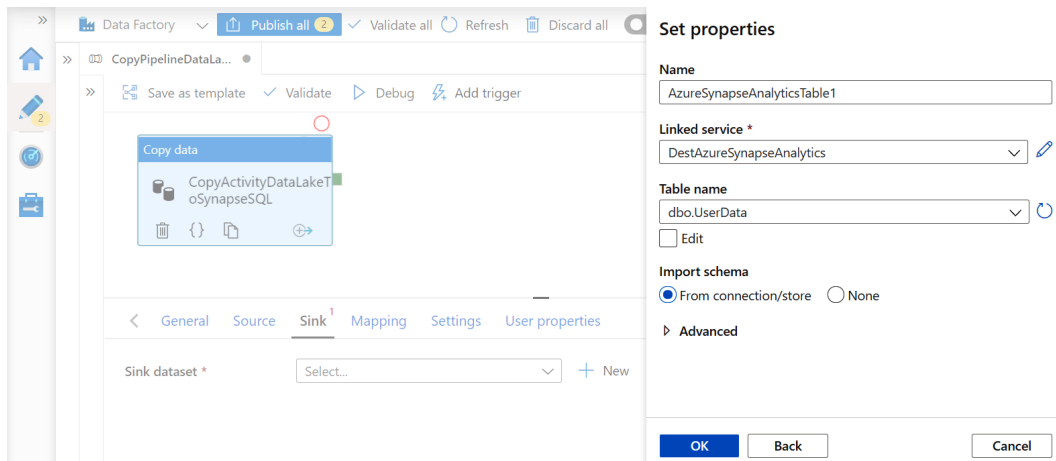 Data Factory
Publish all 2
Validate all
Refresh
Discard all
CopyPipelineDataLa...
Save as template
Validate
Debug
Add trigger
2
Copy data
CopyActivityDataLakeT
oSynapseSQL
{}
General
Source
Sink 1
Mapping
Settings
User properties
Sink dataset *
Select...
New
Set properties
Name
AzureSynapseAnalyticsTable1
Linked service *
DestAzureSynapseAnalytics
Table name
dbo.UserData
Edit
Import schema
From connection/store
None
Advanced
OK
Back
Cancel